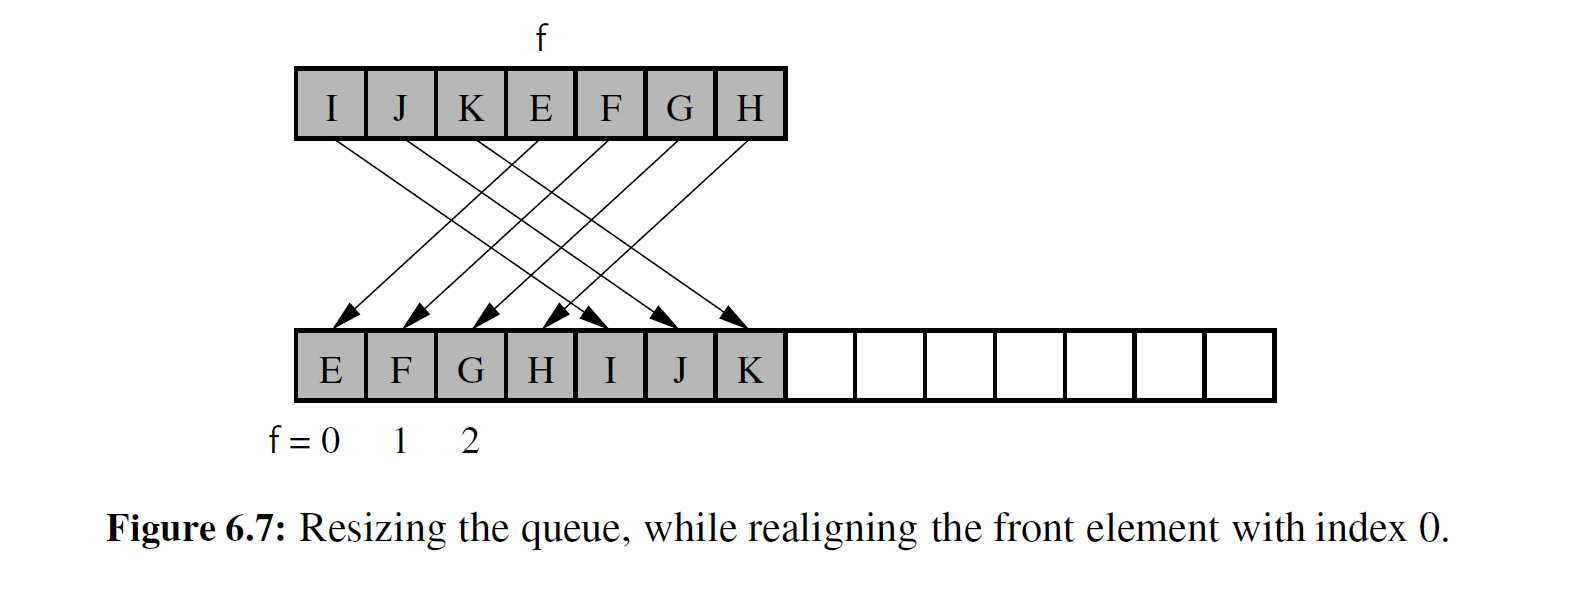 f
I J K E F G H
E F G H I J K
f = 0 1 2
Figure 6.7: Resizing the queue, while realigning the front element with index 0.